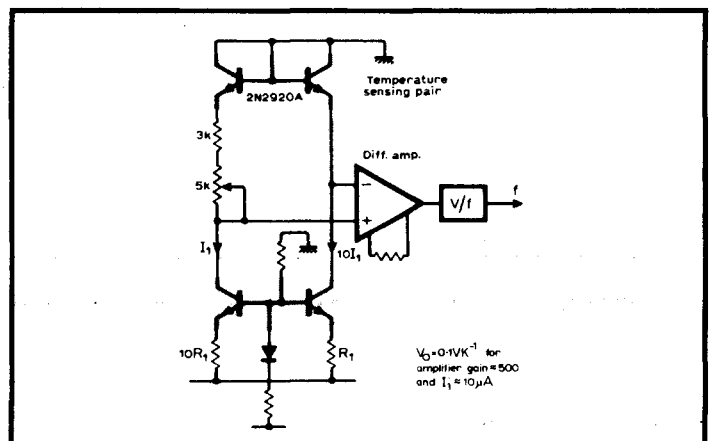 Temperature
sensing pair
2N2920A
3k
Diff. amp.
5k
−
V/f
f
+
I₁
10I₁
10R₁
R₁
V₀=0·1VK⁻¹ for
amplifier gain≈500
and I₁≈10μA